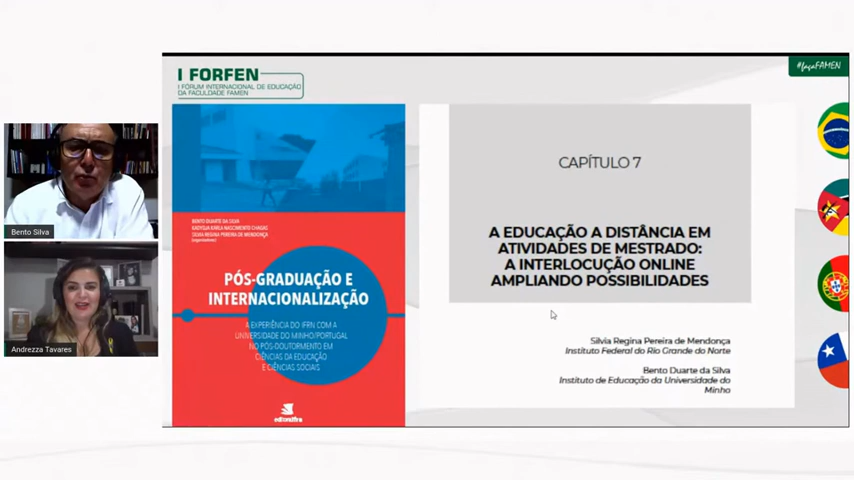 I FORFEN
I FÓRUM INTERNACIONAL DE EDUCAÇÃO
DA FACULDADE FAMEN
#façaFAMEN
Bento Silva
Andrezza Tavares
BENTO DUARTE DA SILVA
KADYDJA KARLA NASCIMENTO CHAGAS
SILVIA REGINA PEREIRA DE MENDONÇA
(organizadores)
PÓS-GRADUAÇÃO E
INTERNACIONALIZAÇÃO
A EXPERIÊNCIA DO IFRN COM A
UNIVERSIDADE DO MINHO/PORTUGAL
NO PÓS-DOUTORMENTO EM
CIÊNCIAS DA EDUCAÇÃO
E CIÊNCIAS SOCIAIS
editoraifrn
CAPÍTULO 7
A EDUCAÇÃO A DISTÂNCIA EM
ATIVIDADES DE MESTRADO:
A INTERLOCUÇÃO ONLINE
AMPLIANDO POSSIBILIDADES
Silvia Regina Pereira de Mendonça
Instituto Federal do Rio Grande do Norte
Bento Duarte da Silva
Instituto de Educação da Universidade do
Minho